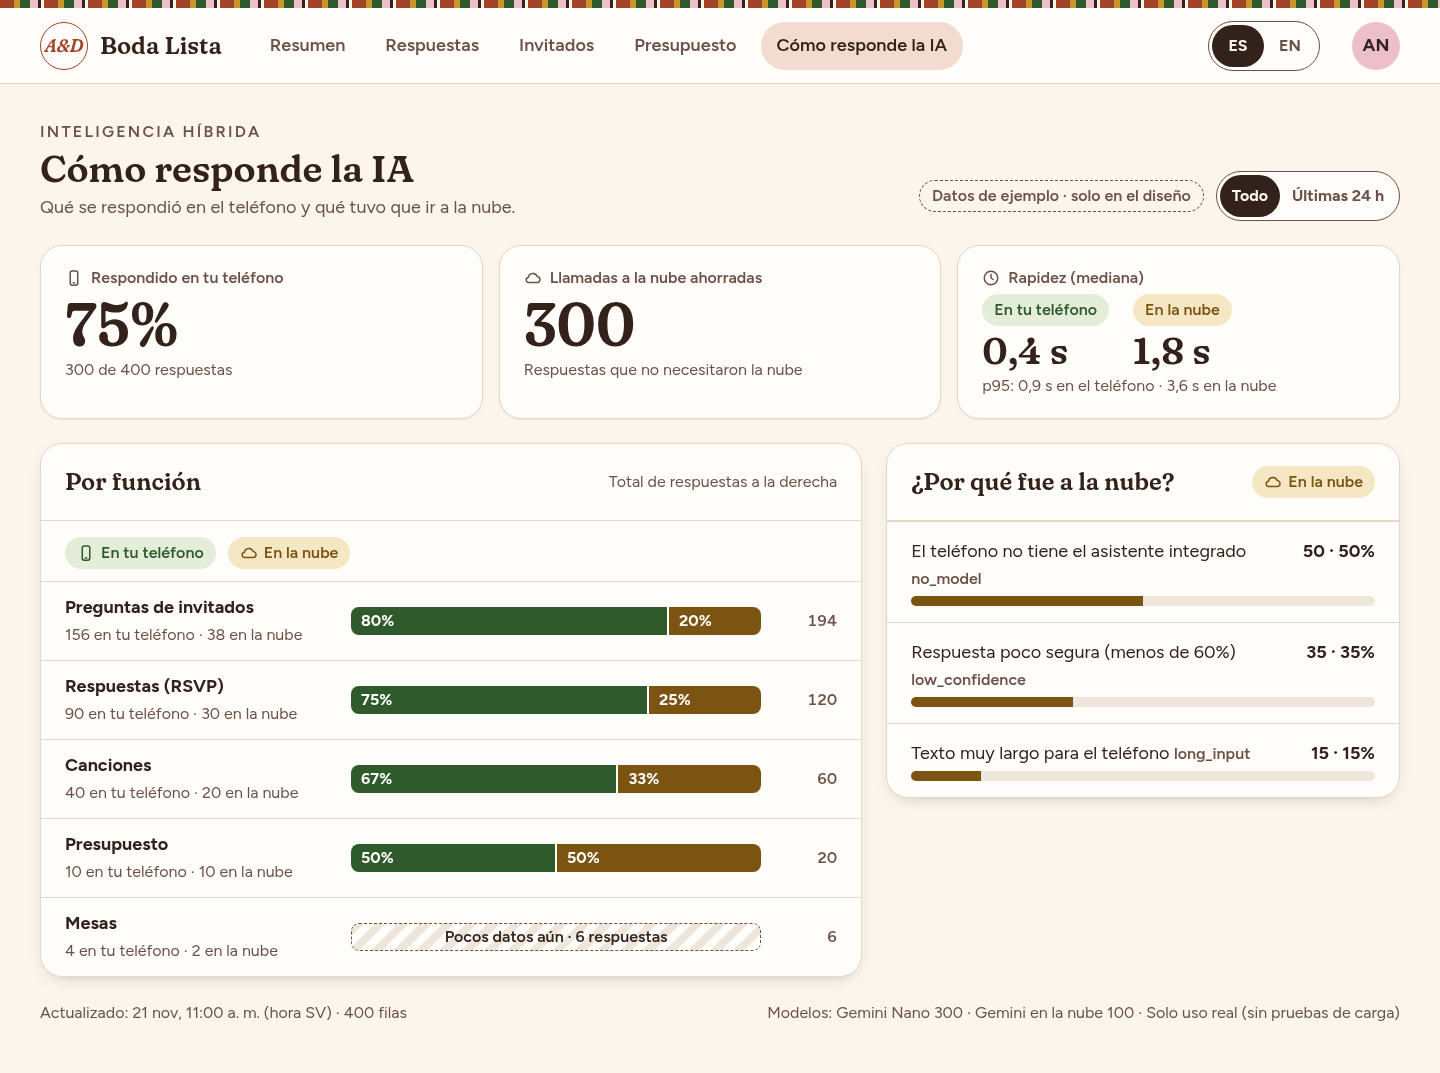 A&D Boda Lista Resumen Respuestas Invitados Presupuesto Cómo responde la IA ES EN AN
INTELIGENCIA HÍBRIDA
Cómo responde la IA
Qué se respondió en el teléfono y qué tuvo que ir a la nube.
Datos de ejemplo · solo en el diseño Todo Últimas 24 h
Respondido en tu teléfono
75%
300 de 400 respuestas
Llamadas a la nube ahorradas
300
Respuestas que no necesitaron la nube
Rapidez (mediana)
En tu teléfono En la nube
0,4 s 1,8 s
p95: 0,9 s en el teléfono · 3,6 s en la nube
Por función Total de respuestas a la derecha
En tu teléfono En la nube
Preguntas de invitados
156 en tu teléfono · 38 en la nube
80% 20% 194
Respuestas (RSVP)
90 en tu teléfono · 30 en la nube
75% 25% 120
Canciones
40 en tu teléfono · 20 en la nube
67% 33% 60
Presupuesto
10 en tu teléfono · 10 en la nube
50% 50% 20
Mesas
4 en tu teléfono · 2 en la nube
Pocos datos aún · 6 respuestas 6
¿Por qué fue a la nube? En la nube
El teléfono no tiene el asistente integrado 50 · 50%
no_model
Respuesta poco segura (menos de 60%) 35 · 35%
low_confidence
Texto muy largo para el teléfono long_input 15 · 15%
Actualizado: 21 nov, 11:00 a. m. (hora SV) · 400 filas
Modelos: Gemini Nano 300 · Gemini en la nube 100 · Solo uso real (sin pruebas de carga)